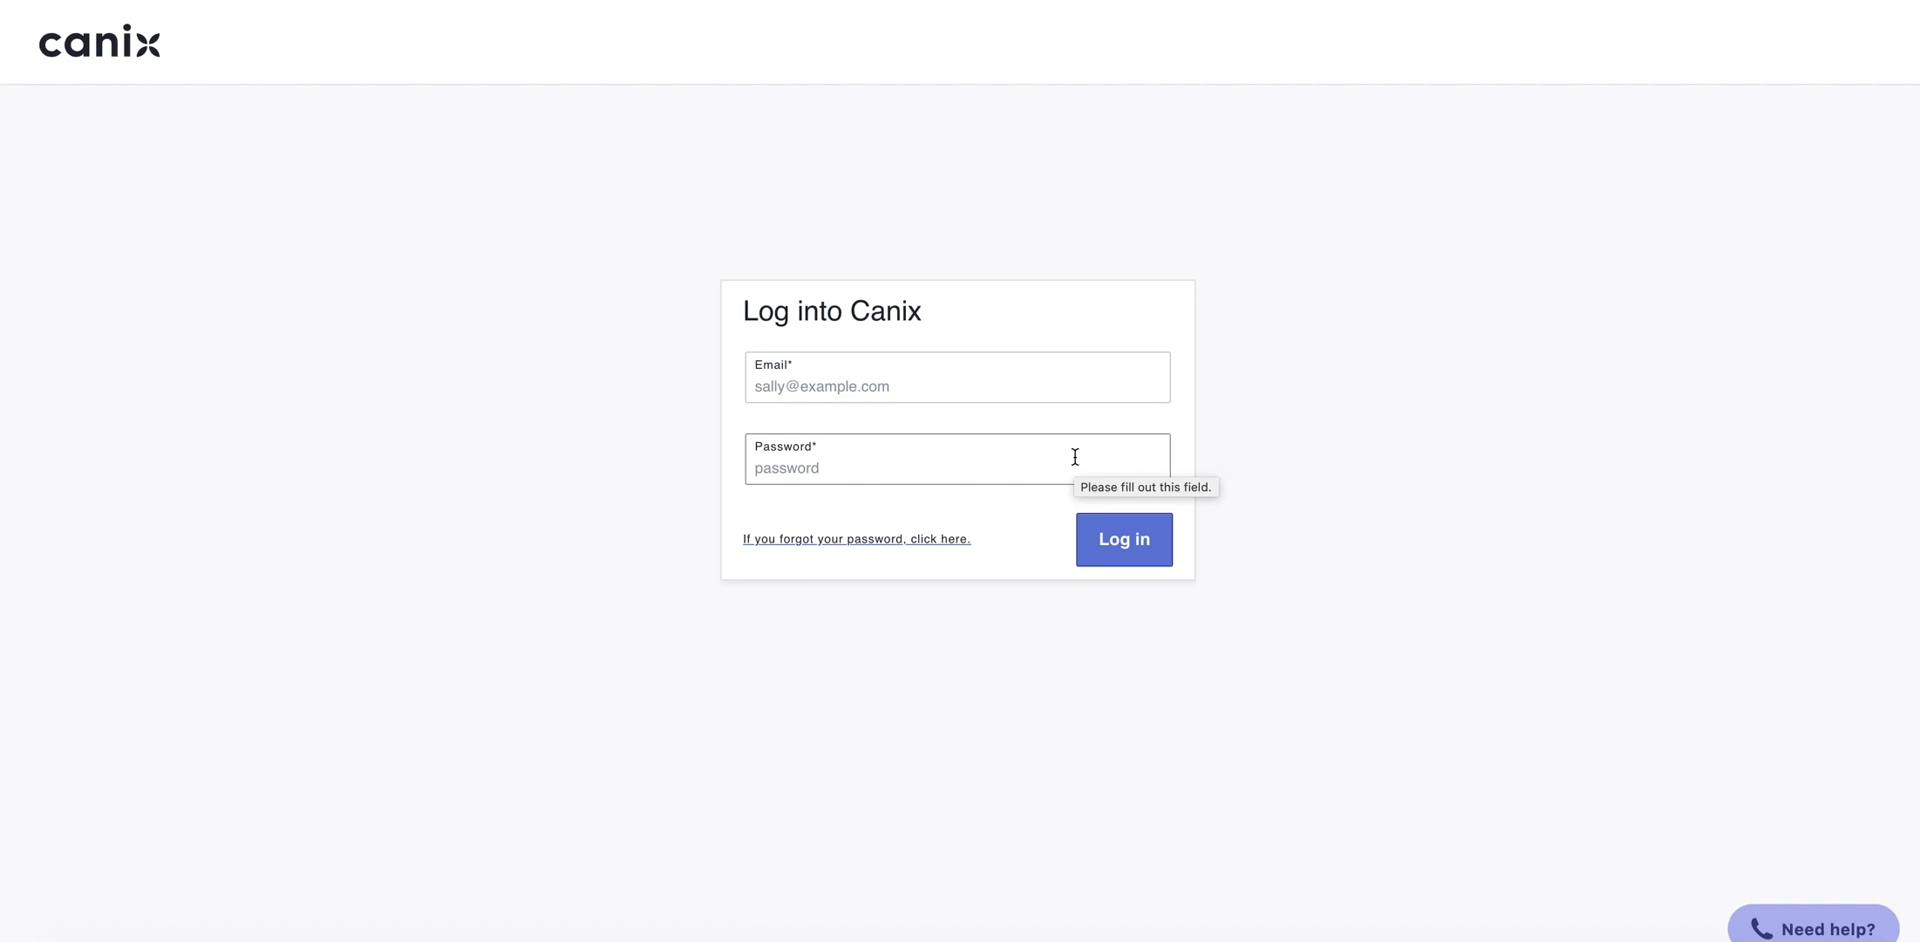 canix
Log into Canix
Email*
sally@example.com
Password*
password
Please fill out this field.
If you forgot your password, click here.
Log in
Need help?